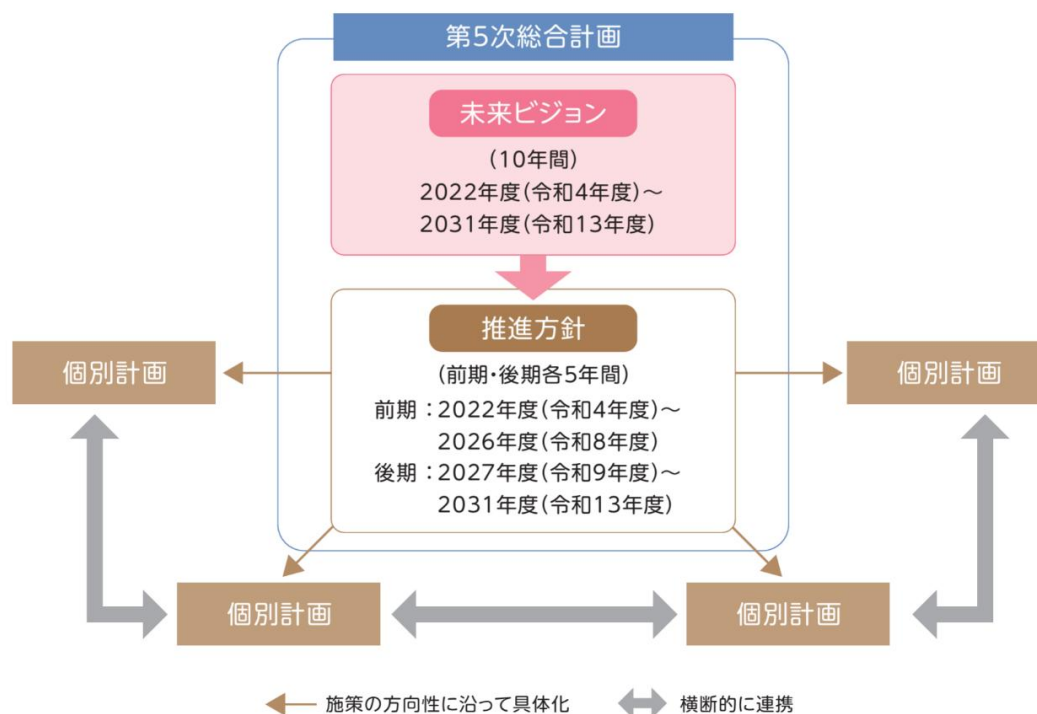 第5次総合計画
未来ビジョン
(10年間)
2022年度(令和4年度)～
2031年度(令和13年度)
推進方針
(前期・後期各5年間)
前期：2022年度(令和4年度)～
2026年度(令和8年度)
後期：2027年度(令和9年度)～
2031年度(令和13年度)
個別計画
個別計画
個別計画
個別計画
施策の方向性に沿って具体化
横断的に連携